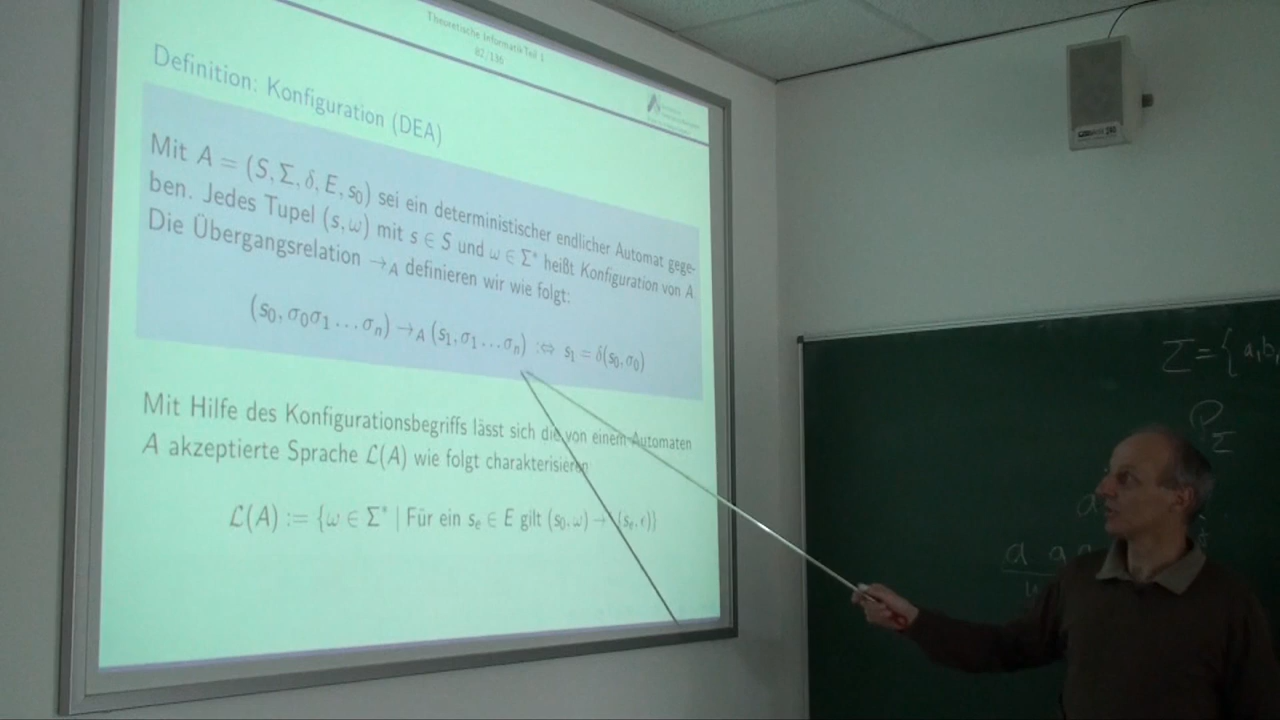 Theoretische Informatik Teil 1
82/136
Definition: Konfiguration (DEA)
Mit A = (S, Σ, δ, E, s₀) sei ein deterministischer endlicher Automat gege-
ben. Jedes Tupel (s, ω) mit s ∈ S und ω ∈ Σ* heißt Konfiguration von A.
Die Übergangsrelation →_A definieren wir wie folgt:
(s₀, σ₀σ₁ … σₙ) →_A (s₁, σ₁ … σₙ) :⇔ s₁ = δ(s₀, σ₀)
Mit Hilfe des Konfigurationsbegriffs lässt sich die von einem Automaten
A akzeptierte Sprache ℒ(A) wie folgt charakterisieren
ℒ(A) := {ω ∈ Σ* | Für ein sₑ ∈ E gilt (s₀, ω) → (sₑ, ϵ)}
Σ = { a, b,
P_Σ
a
a a